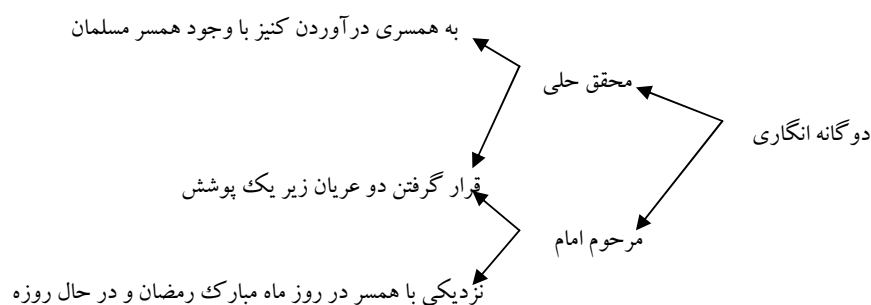 به همسری درآوردن کنیز با وجود همسر مسلمان
محقق حلی
دوگانه انگاری
قرار گرفتن دو عریان زیر یک پوشش
مرحوم امام
نزدیکی با همسر در روز ماه مبارک رمضان و در حال روزه